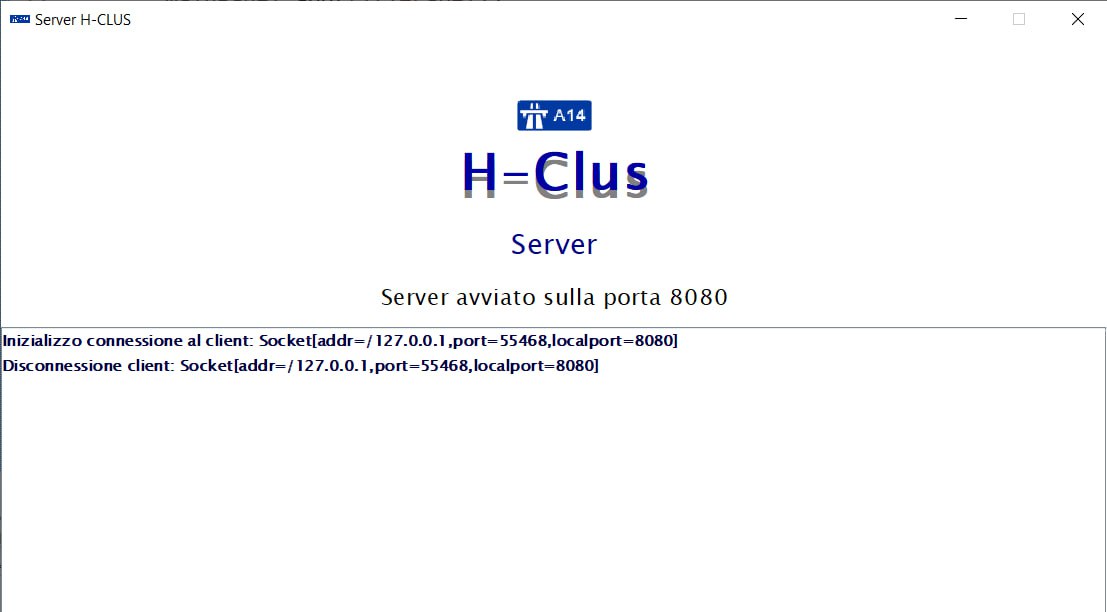 Server H-CLUS
A14
H-Clus
Server
Server avviato sulla porta 8080
Inizializzo connessione al client: Socket[addr=/127.0.0.1,port=55468,localport=8080]
Disconnessione client: Socket[addr=/127.0.0.1,port=55468,localport=8080]